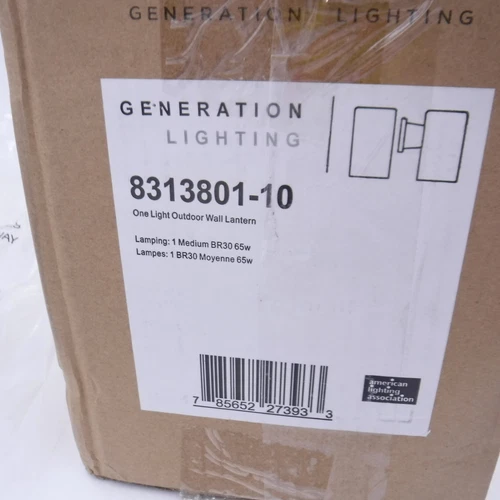 GENERATION LIGHTING
GENERATION
LIGHTING
8313801-10
One Light Outdoor Wall Lantern
Lamping: 1 Medium BR30 65w
Lampes: 1 BR30 Moyenne 65w
7 85652 27393 3
american
lighting
association